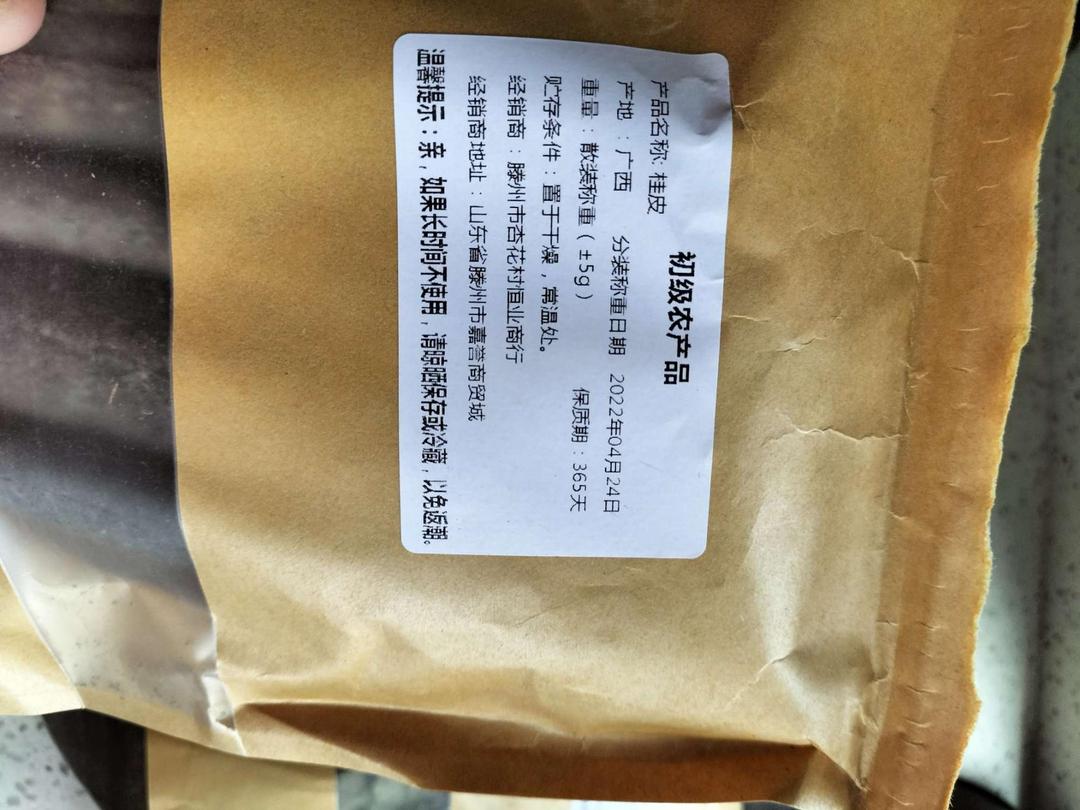 初级农产品
产品名称: 桂皮
产地：广西 分装称重日期 2022年04月24日
重量：散装称重（±5g） 保质期：365天
贮存条件：置于干燥，常温处。
经销商：滕州市杏花村恒业商行
经销商地址：山东省滕州市嘉誉商贸城
温馨提示：亲，如果长时间不使用，请晾晒保存或冷藏，以免返潮。